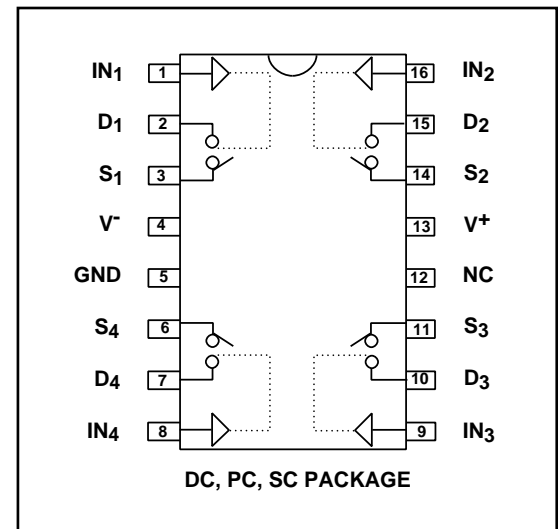 IN1 1 16 IN2
D1 2 15 D2
S1 3 14 S2
V- 4 13 V+
GND 5 12 NC
S4 6 11 S3
D4 7 10 D3
IN4 8 9 IN3
DC, PC, SC PACKAGE